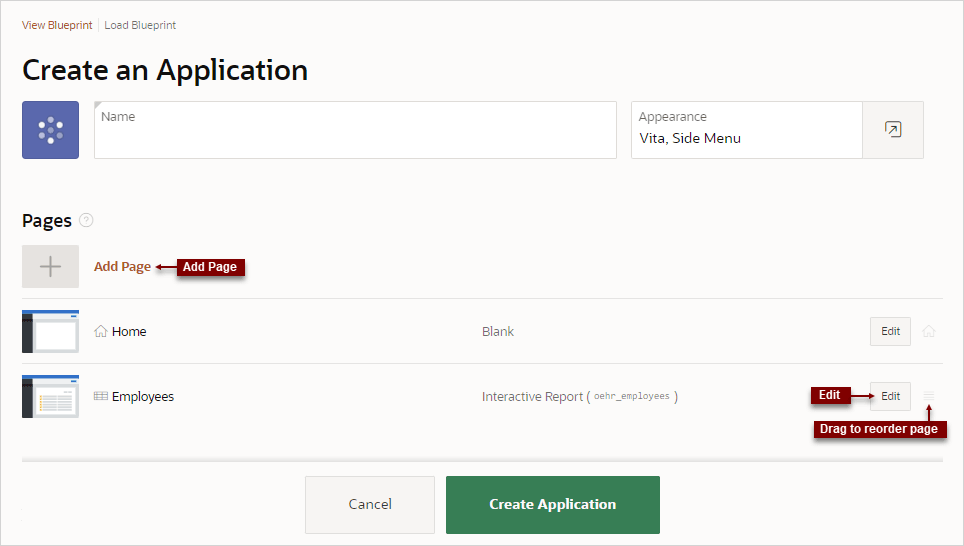 View Blueprint Load Blueprint
Create an Application
Name
Appearance
Vita, Side Menu
Pages ?
Add Page Add Page
Home Blank Edit
Employees Interactive Report ( oehr_employees ) Edit Edit
Drag to reorder page
Cancel Create Application